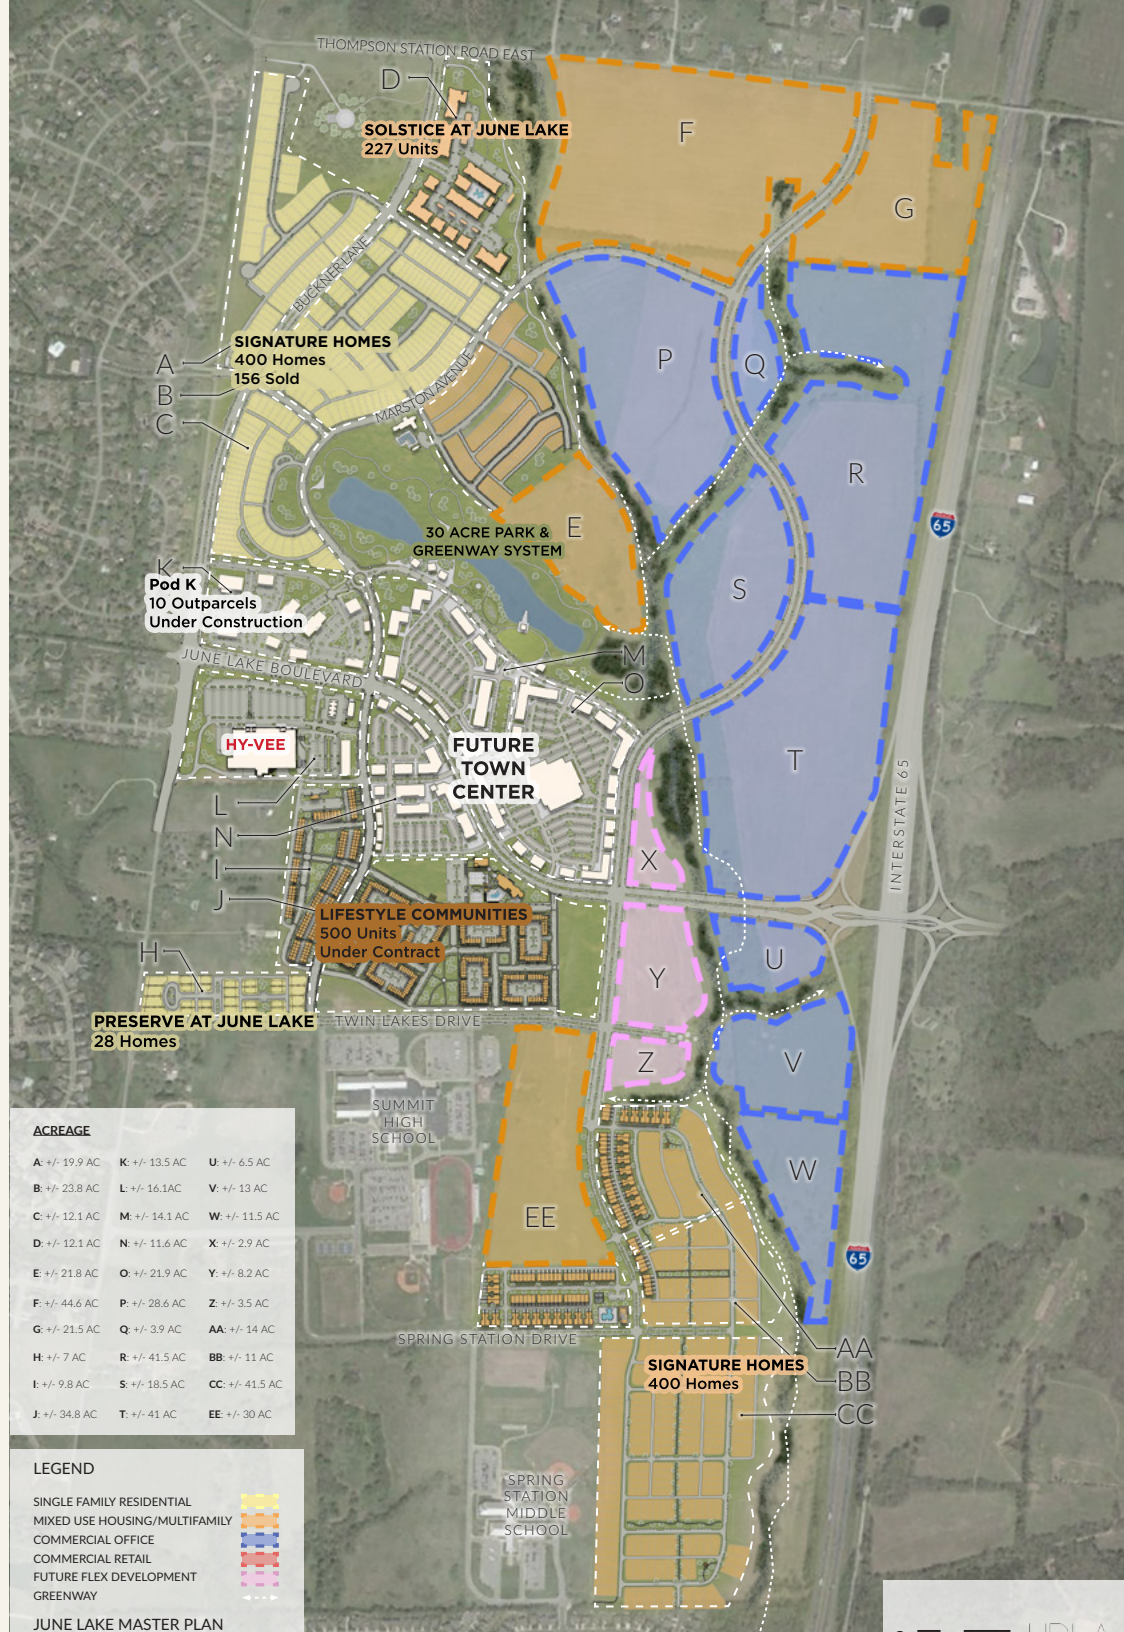 THOMPSON STATION ROAD EAST
D
SOLSTICE AT JUNE LAKE
227 Units
F
G
BUCKNER LANE
SIGNATURE HOMES
400 Homes
156 Sold
A
B
C
MARSTON AVENUE
P
Q
R
65
E
30 ACRE PARK &
GREENWAY SYSTEM
S
K
Pod K
10 Outparcels
Under Construction
JUNE LAKE BOULEVARD
M
O
HY-VEE
FUTURE
TOWN
CENTER
T
INTERSTATE 65
L
N
I
J
X
LIFESTYLE COMMUNITIES
500 Units
Under Contract
H
Y
U
PRESERVE AT JUNE LAKE
28 Homes
TWIN LAKES DRIVE
Z
V
SUMMIT
HIGH
SCHOOL
W
EE
65
SPRING STATION DRIVE
SIGNATURE HOMES
400 Homes
AA
BB
CC
SPRING
STATION
MIDDLE
SCHOOL
ACREAGE
A: +/- 19.9 AC K: +/- 13.5 AC U: +/- 6.5 AC
B: +/- 23.8 AC L: +/- 16.1AC V: +/- 13 AC
C: +/- 12.1 AC M: +/- 14.1 AC W: +/- 11.5 AC
D: +/- 12.1 AC N: +/- 11.6 AC X: +/- 2.9 AC
E: +/- 21.8 AC O: +/- 21.9 AC Y: +/- 8.2 AC
F: +/- 44.6 AC P: +/- 28.6 AC Z: +/- 3.5 AC
G: +/- 21.5 AC Q: +/- 3.9 AC AA: +/- 14 AC
H: +/- 7 AC R: +/- 41.5 AC BB: +/- 11 AC
I: +/- 9.8 AC S: +/- 18.5 AC CC: +/- 41.5 AC
J: +/- 34.8 AC T: +/- 41 AC EE: +/- 30 AC
LEGEND
SINGLE FAMILY RESIDENTIAL
MIXED USE HOUSING/MULTIFAMILY
COMMERCIAL OFFICE
COMMERCIAL RETAIL
FUTURE FLEX DEVELOPMENT
GREENWAY
JUNE LAKE MASTER PLAN